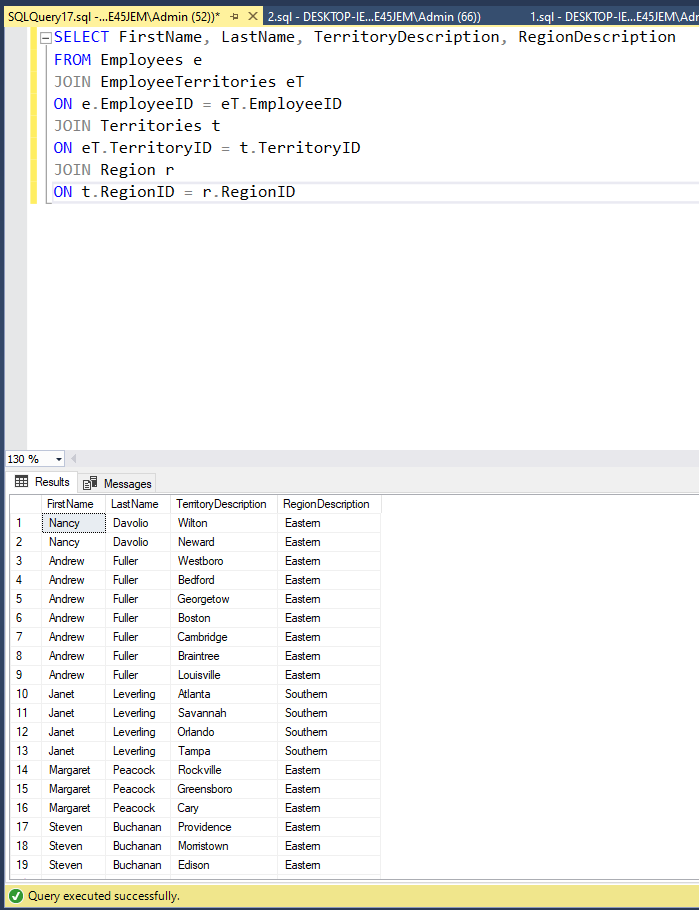 SQLQuery17.sql -...E45JEM\Admin (52))* 2.sql - DESKTOP-IE...E45JEM\Admin (66)) 1.sql - DESKTOP-IE...E45JEM\Adr
SELECT FirstName, LastName, TerritoryDescription, RegionDescription
FROM Employees e
JOIN EmployeeTerritories eT
ON e.EmployeeID = eT.EmployeeID
JOIN Territories t
ON eT.TerritoryID = t.TerritoryID
JOIN Region r
ON t.RegionID = r.RegionID
130 %
Results Messages
FirstName LastName TerritoryDescription RegionDescription
1 Nancy Davolio Wilton Eastern
2 Nancy Davolio Neward Eastern
3 Andrew Fuller Westboro Eastern
4 Andrew Fuller Bedford Eastern
5 Andrew Fuller Georgetow Eastern
6 Andrew Fuller Boston Eastern
7 Andrew Fuller Cambridge Eastern
8 Andrew Fuller Braintree Eastern
9 Andrew Fuller Louisville Eastern
10 Janet Leverling Atlanta Southern
11 Janet Leverling Savannah Southern
12 Janet Leverling Orlando Southern
13 Janet Leverling Tampa Southern
14 Margaret Peacock Rockville Eastern
15 Margaret Peacock Greensboro Eastern
16 Margaret Peacock Cary Eastern
17 Steven Buchanan Providence Eastern
18 Steven Buchanan Morristown Eastern
19 Steven Buchanan Edison Eastern
Query executed successfully.